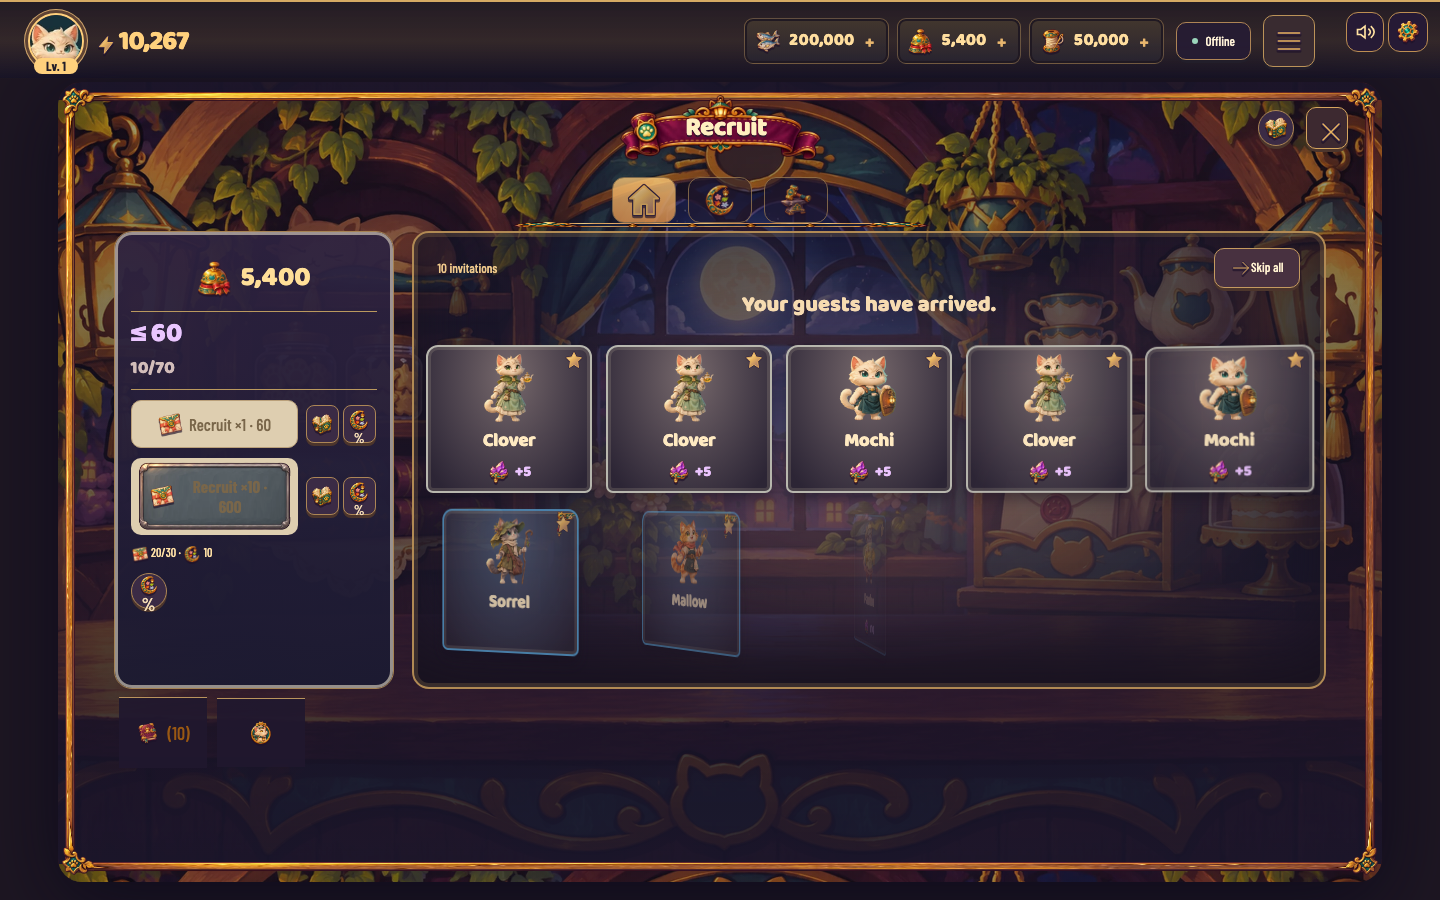 10,267
200,000 +
5,400 +
50,000 +
Offline
Lv. 1
Recruit
5,400
≤ 60
10/70
Recruit ×1 · 60
%
Recruit ×10 ·
600
%
20/30 · 10
%
(10)
10 invitations
Skip all
Your guests have arrived.
Clover
+5
Clover
+5
Mochi
+5
Clover
+5
Mochi
+5
Sorrel
Mallow